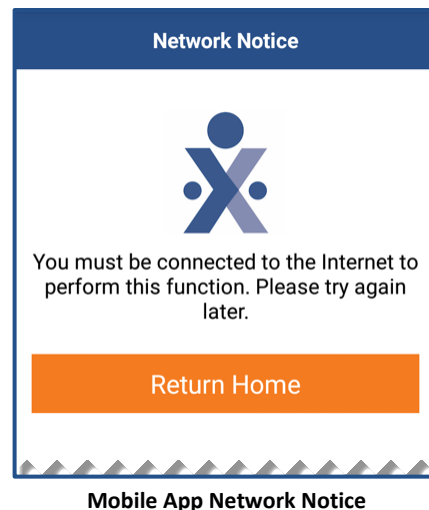 Network Notice
You must be connected to the Internet to
perform this function. Please try again
later.
Return Home
Mobile App Network Notice